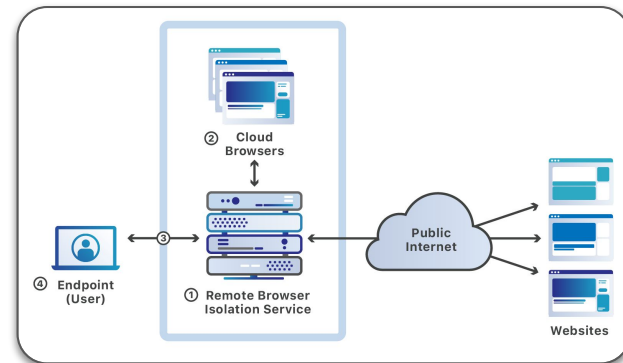 ② Cloud
Browsers
③
④ Endpoint
(User)
① Remote Browser
Isolation Service
Public
Internet
Websites